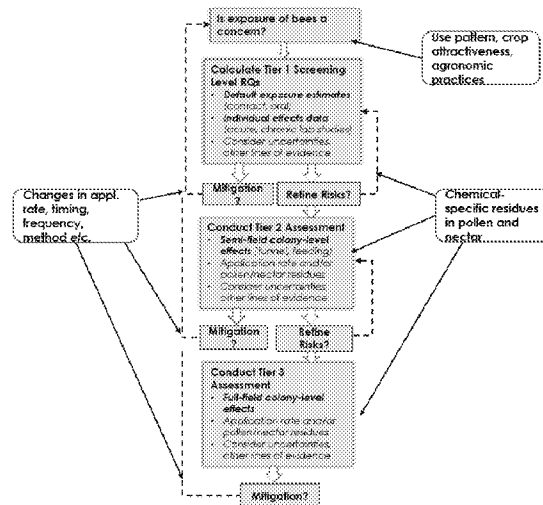 Is exposure of bees a
concern?
Use pattern, crop
attractiveness,
agronomic
practices
Calculate Tier 1 Screening
Level RQs
• Default exposure estimates
(contact, oral)
• Individual effects data
(acute, chronic lab studies)
• Consider uncertainties,
other lines of evidence
Mitigation
?
Refine Risks?
Changes in appl.
rate, timing,
frequency,
method etc.
Chemical-
specific residues
in pollen and
nectar
Conduct Tier 2 Assessment
• Semi-field colony-level
effects (tunnel, feeding)
• Application rate and/or
pollen/nectar residues
• Consider uncertainties,
other lines of evidence
Mitigation
?
Refine
Risks?
Conduct Tier 3
Assessment
• Full-field colony-level
effects
• Application rate and/or
pollen/nectar residues
• Consider uncertainties,
other lines of evidence
Mitigation?